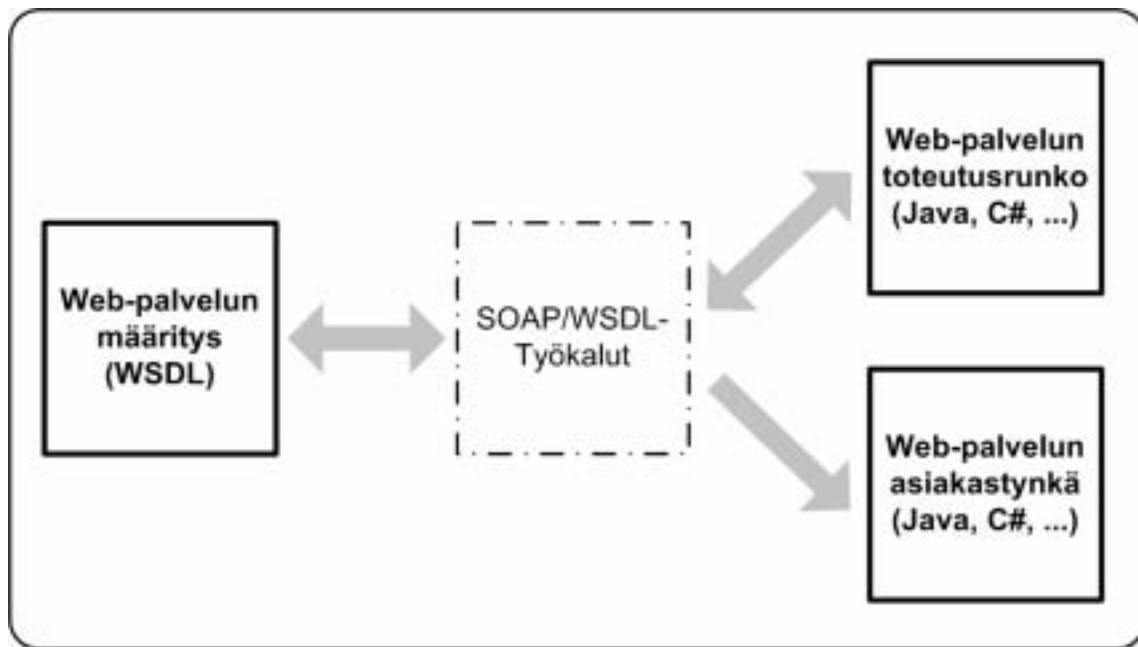 Web-palvelun
määritys
(WSDL)
SOAP/WSDL-
Työkalut
Web-palvelun
toteutusrunko
(Java, C#, ...)
Web-palvelun
asiakastynkä
(Java, C#, ...)